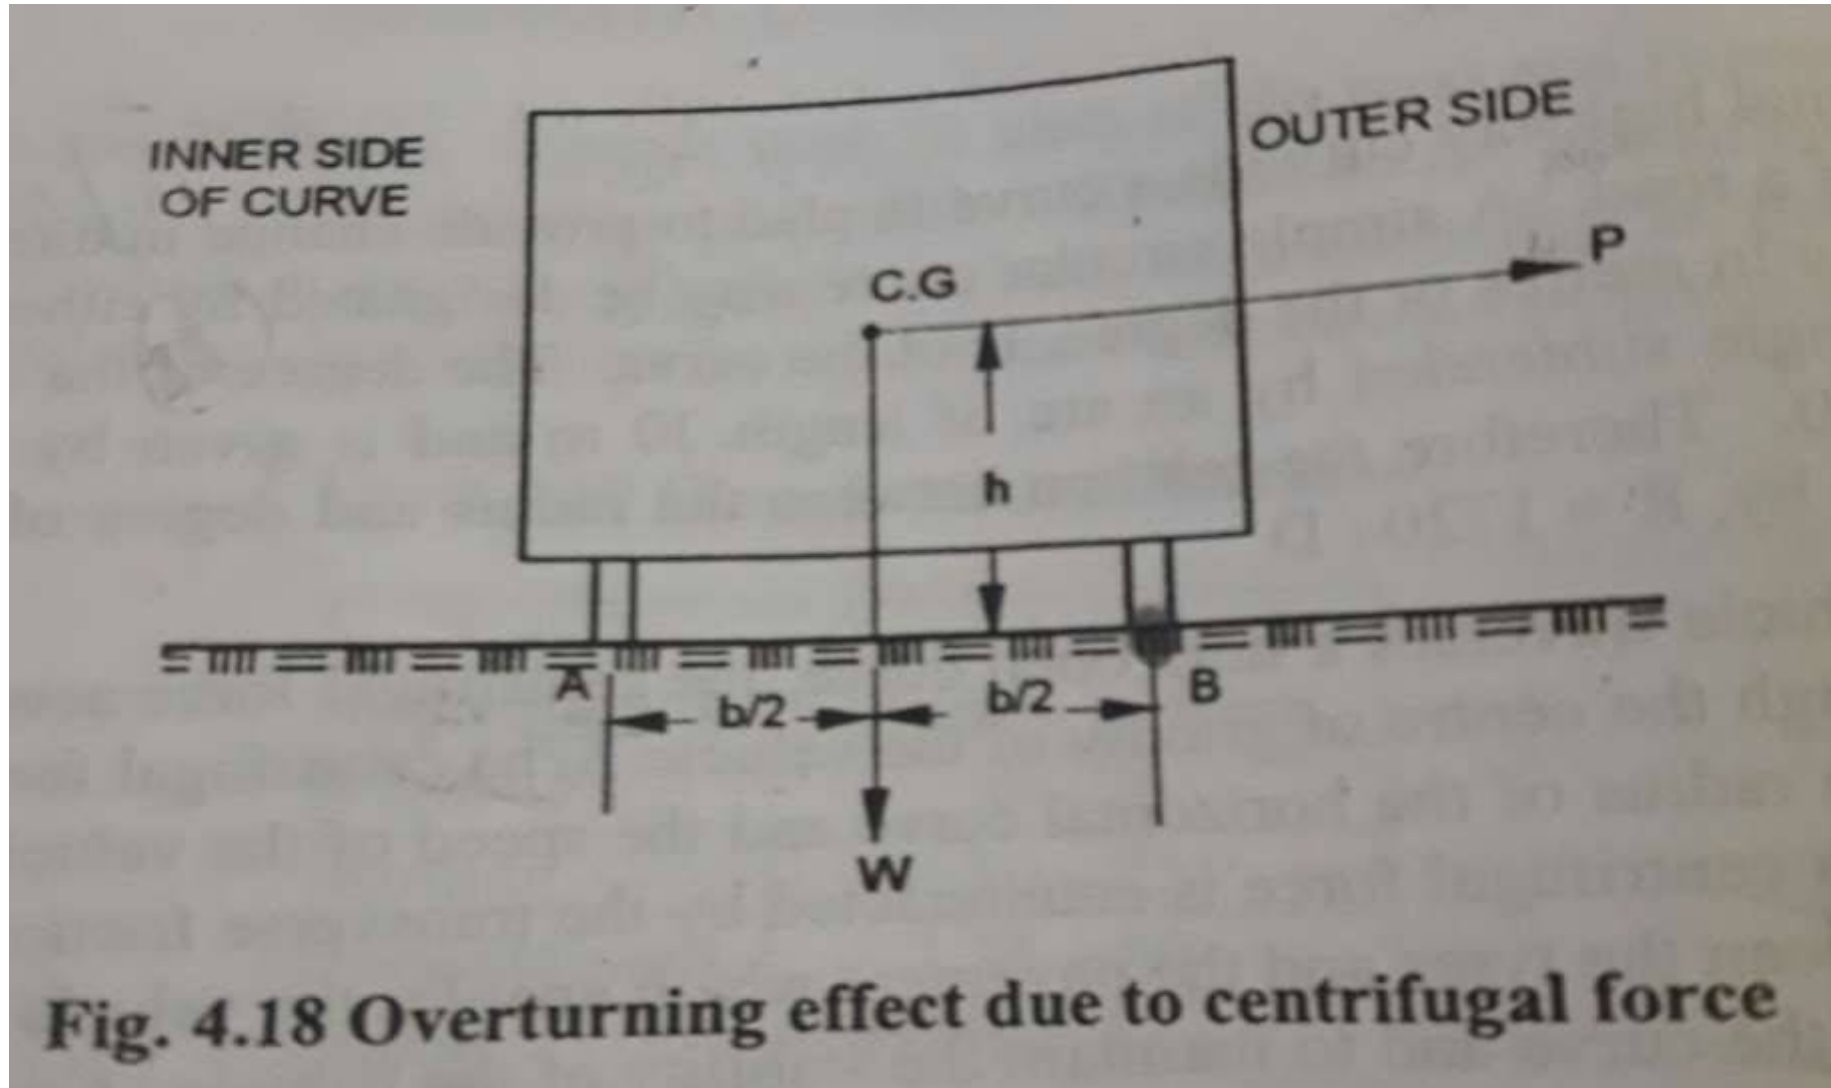 INNER SIDE
OF CURVE
OUTER SIDE
C.G
P
h
A
b/2
b/2
B
W
Fig. 4.18 Overturning effect due to centrifugal force